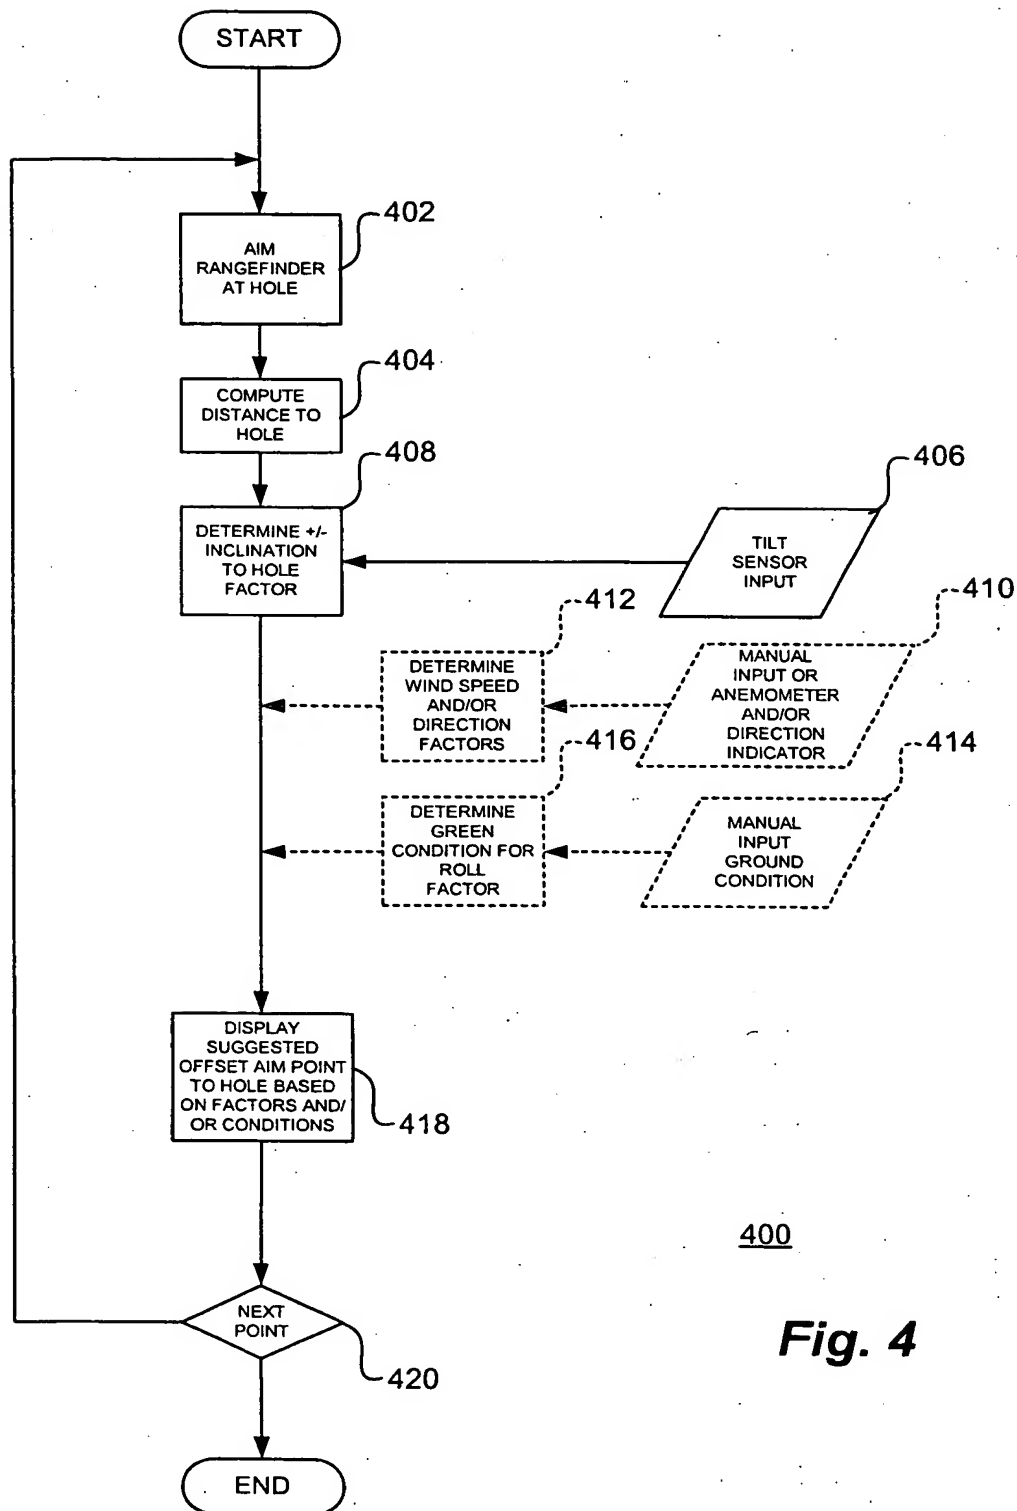 START
402
AIM
RANGEFINDER
AT HOLE
404
COMPUTE
DISTANCE TO
HOLE
408
DETERMINE +/-
INCLINATION
TO HOLE
FACTOR
406
TILT
SENSOR
INPUT
412
DETERMINE
WIND SPEED
AND/OR
DIRECTION
FACTORS
410
MANUAL
INPUT OR
ANEMOMETER
AND/OR
DIRECTION
INDICATOR
416
DETERMINE
GREEN
CONDITION FOR
ROLL
FACTOR
414
MANUAL
INPUT
GROUND
CONDITION
DISPLAY
SUGGESTED
OFFSET AIM POINT
TO HOLE BASED
ON FACTORS AND/
OR CONDITIONS
418
400
NEXT
POINT
420
Fig. 4
END